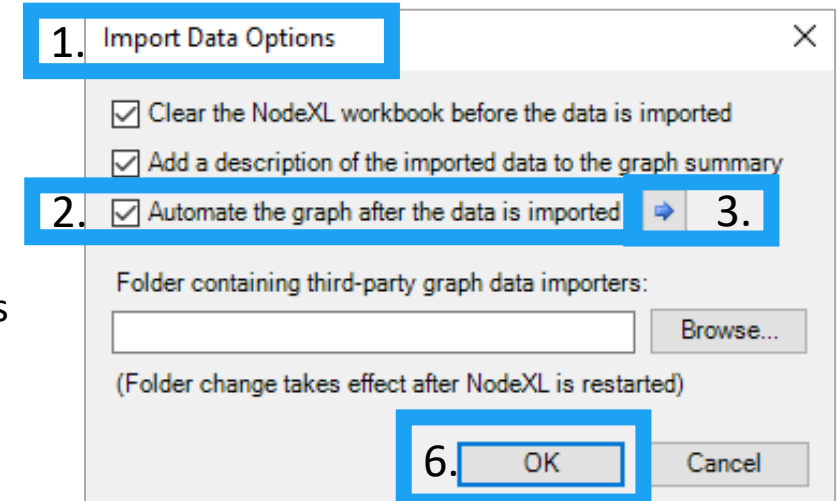 1. Import Data Options
Clear the NodeXL workbook before the data is imported
Add a description of the imported data to the graph summary
2. Automate the graph after the data is imported 3.
Folder containing third-party graph data importers:
s
Browse...
(Folder change takes effect after NodeXL is restarted)
6. OK Cancel